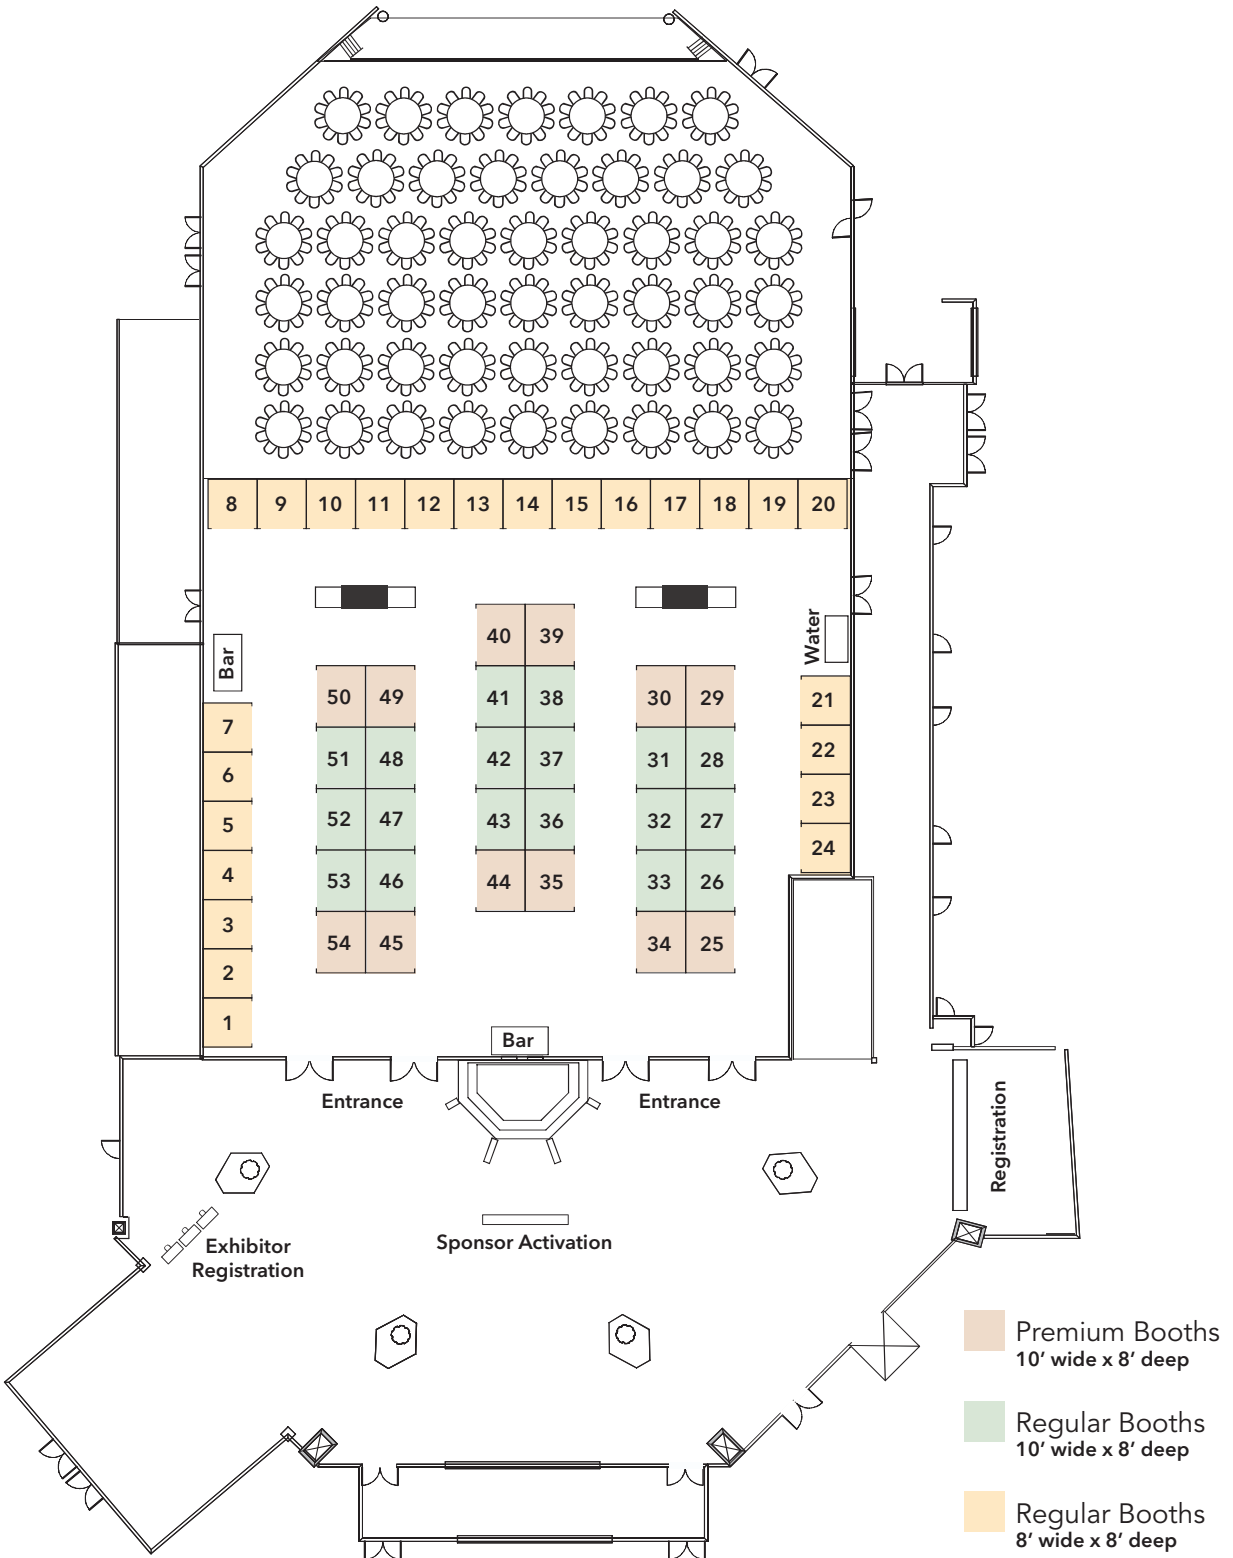 8 9 10 11 12 13 14 15 16 17 18 19 20
Water
Bar
40 39
50 49 41 38 30 29 21
7
51 48 42 37 31 28 22
6
52 47 43 36 32 27 23
5
24
4 53 46 44 35 33 26
3
54 45 34 25
2
1
Bar
Entrance
Entrance
Registration
Exhibitor
Registration
Sponsor Activation
Premium Booths
10’ wide x 8’ deep
Regular Booths
10’ wide x 8’ deep
Regular Booths
8’ wide x 8’ deep